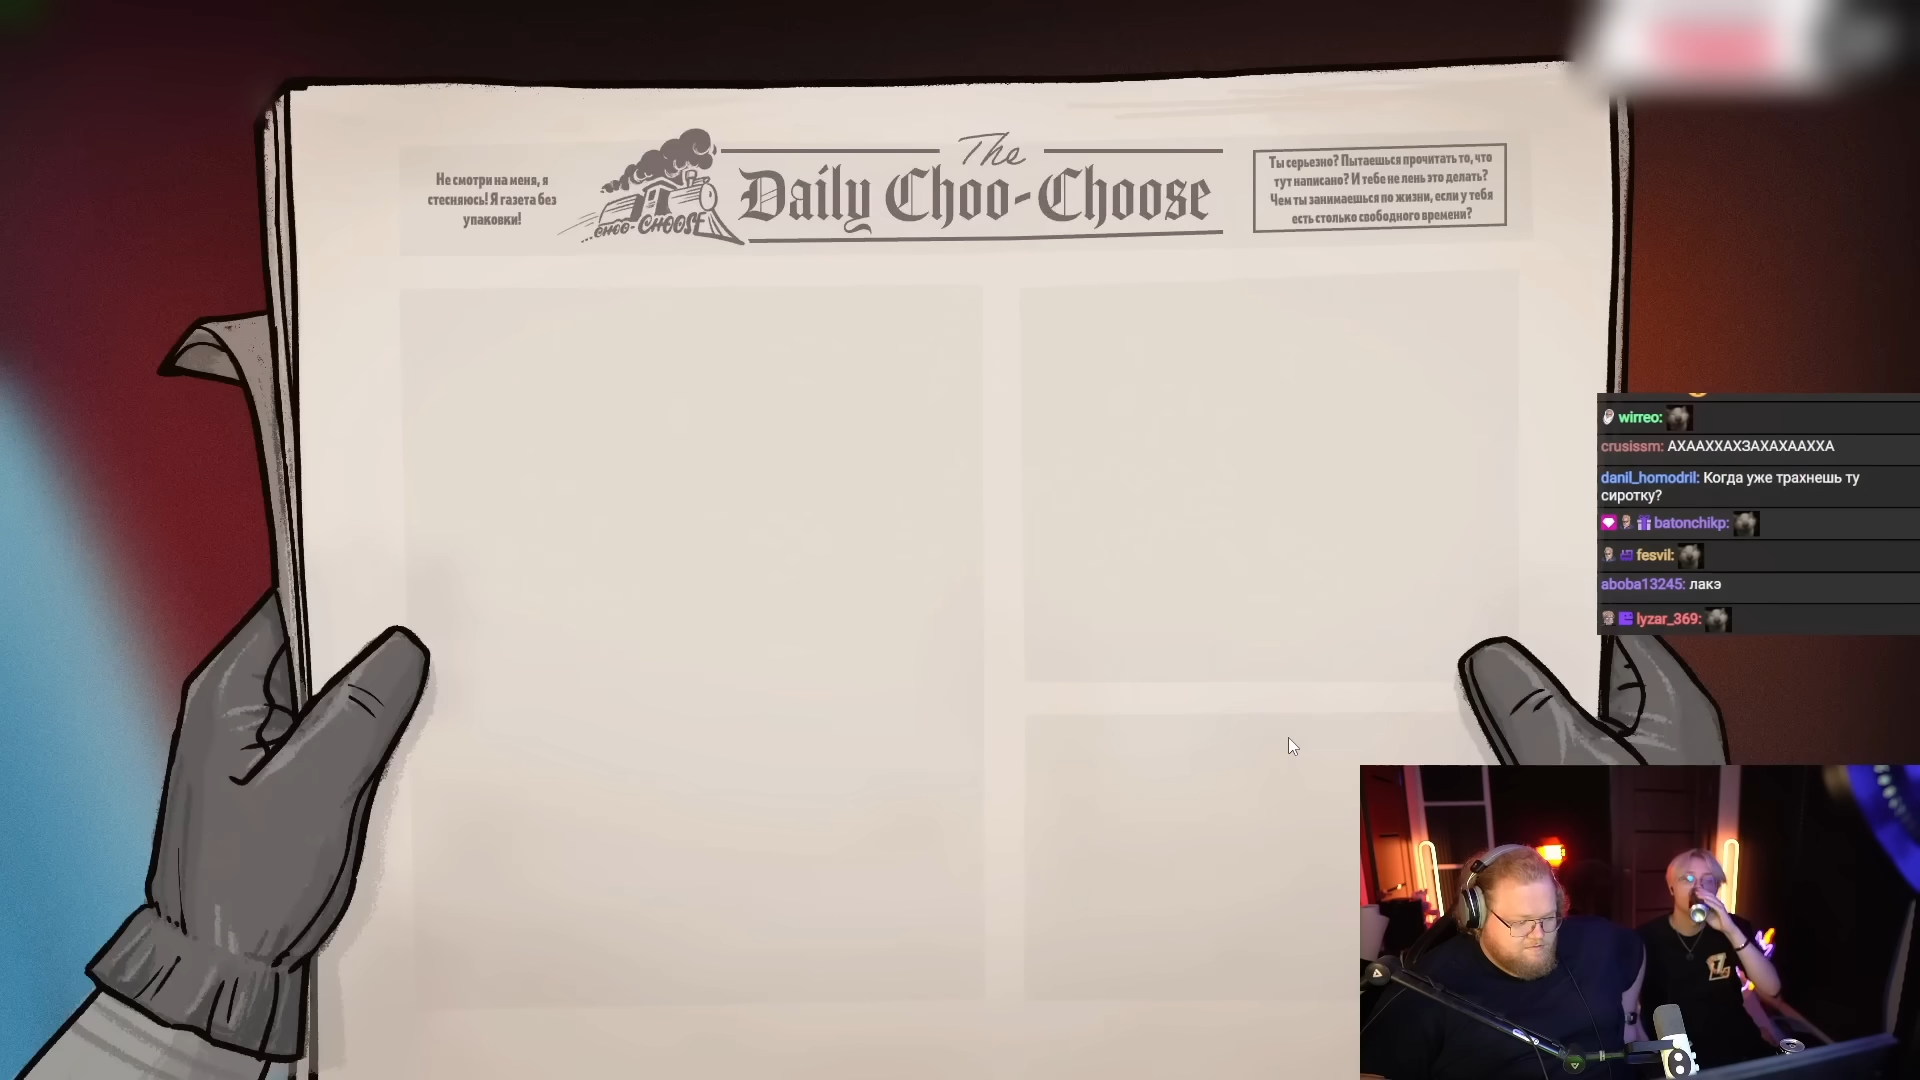 Не смотри на меня, я
стесняюсь! Я газета без
упаковки!
...CHOO-CHOOSE
The
Daily Choo-Choose
Ты серьезно? Пытаешься прочитать то, что
тут написано? И тебе не лень это делать?
Чем ты занимаешься по жизни, если у тебя
есть столько свободного времени?
wirreo:
crusissm: АХААХХАХЗАХАХААХХА
danil_homodril: Когда уже трахнешь ту
сиротку?
batonchikp:
fesvil:
aboba13245: лакэ
lyzar_369: